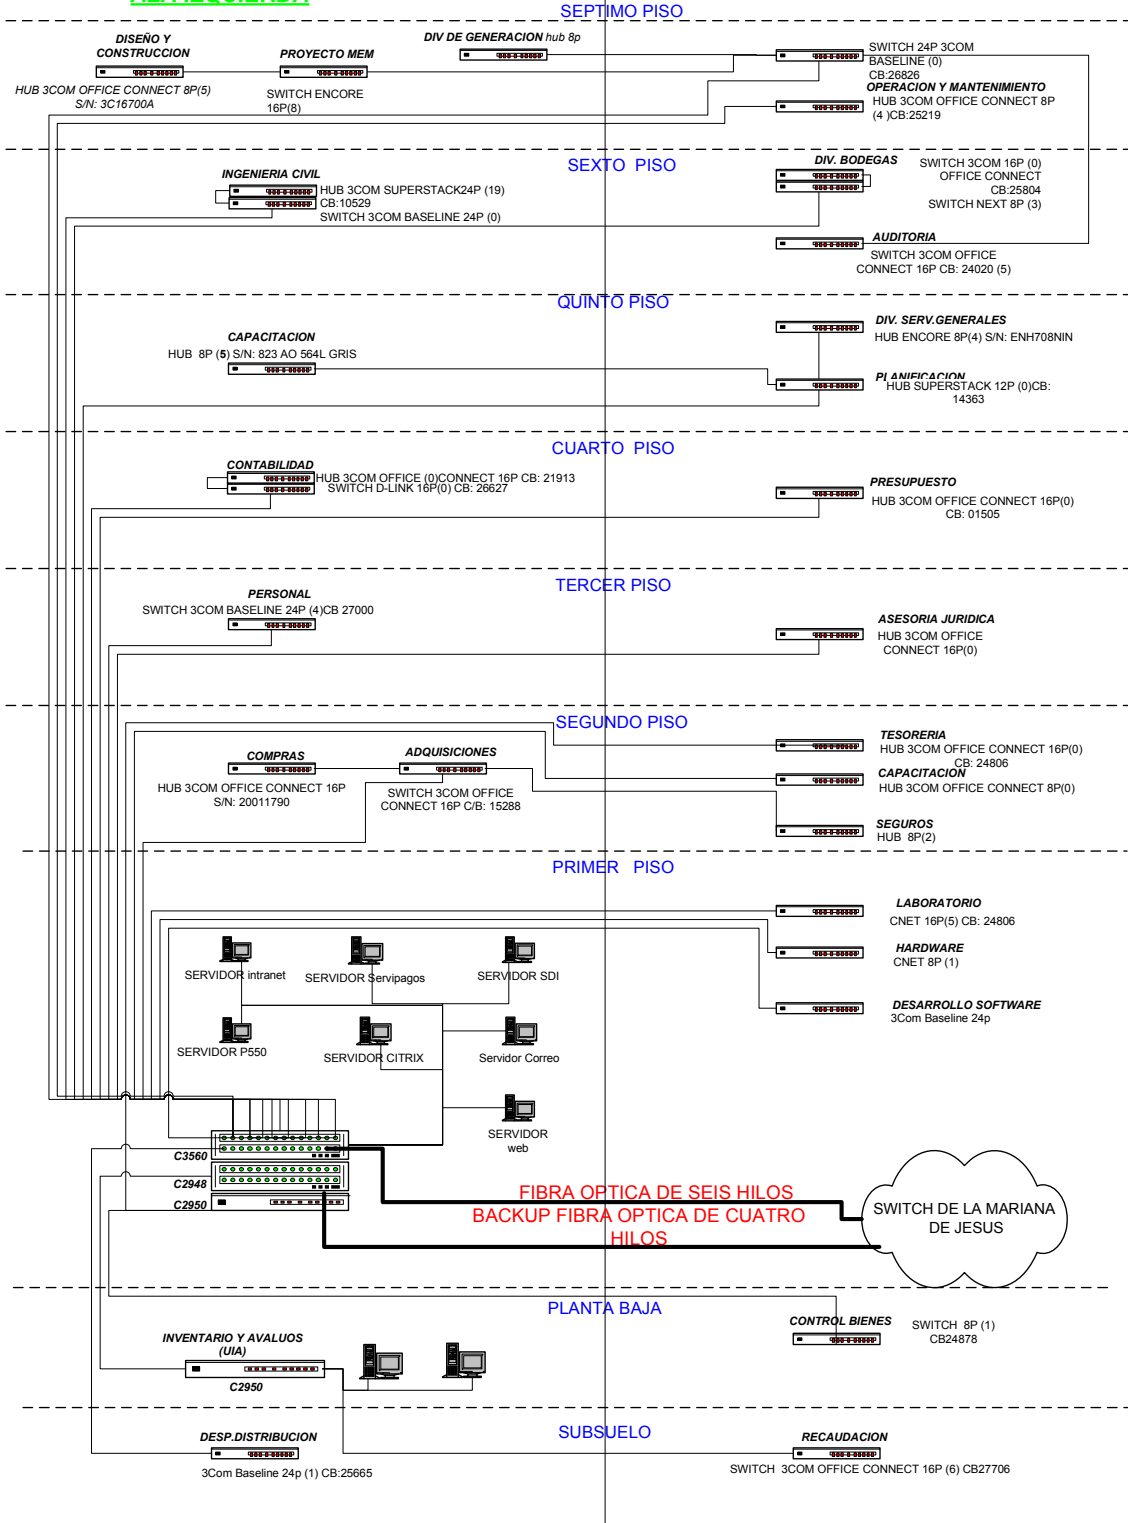 SEPTIMO PISO
DISEÑO Y
CONSTRUCCION
HUB 3COM OFFICE CONNECT 8P(5)
S/N: 3C16700A
PROYECTO MEM
SWITCH ENCORE
16P(8)
DIV DE GENERACION hub 8p
SWITCH 24P 3COM
BASELINE (0)
CB:26826
OPERACION Y MANTENIMIENTO
HUB 3COM OFFICE CONNECT 8P
(4 )CB:25219
SEXTO PISO
INGENIERIA CIVIL
HUB 3COM SUPERSTACK24P (19)
CB:10529
SWITCH 3COM BASELINE 24P (0)
DIV. BODEGAS
SWITCH 3COM 16P (0)
OFFICE CONNECT
CB:25804
SWITCH NEXT 8P (3)
AUDITORIA
SWITCH 3COM OFFICE
CONNECT 16P CB: 24020 (5)
QUINTO PISO
CAPACITACION
HUB 8P (5) S/N: 823 AO 564L GRIS
DIV. SERV.GENERALES
HUB ENCORE 8P(4) S/N: ENH708NIN
PLANIFICACION
HUB SUPERSTACK 12P (0)CB:
14363
CUARTO PISO
CONTABILIDAD
HUB 3COM OFFICE (0)CONNECT 16P CB: 21913
SWITCH D-LINK 16P(0) CB: 26627
PRESUPUESTO
HUB 3COM OFFICE CONNECT 16P(0)
CB: 01505
TERCER PISO
PERSONAL
SWITCH 3COM BASELINE 24P (4)CB 27000
ASESORIA JURIDICA
HUB 3COM OFFICE
CONNECT 16P(0)
SEGUNDO PISO
COMPRAS
HUB 3COM OFFICE CONNECT 16P
S/N: 20011790
ADQUISICIONES
SWITCH 3COM OFFICE
CONNECT 16P C/B: 15288
TESORERIA
HUB 3COM OFFICE CONNECT 16P(0)
CB: 24806
CAPACITACION
HUB 3COM OFFICE CONNECT 8P(0)
SEGUROS
HUB 8P(2)
PRIMER PISO
LABORATORIO
CNET 16P(5) CB: 24806
HARDWARE
CNET 8P (1)
DESARROLLO SOFTWARE
3Com Baseline 24p
SERVIDOR intranet
SERVIDOR Servipagos
SERVIDOR SDI
SERVIDOR P550
SERVIDOR CITRIX
Servidor Correo
SERVIDOR
web
C3560
C2948
C2950
FIBRA OPTICA DE SEIS HILOS
BACKUP FIBRA OPTICA DE CUATRO
HILOS
SWITCH DE LA MARIANA
DE JESUS
PLANTA BAJA
INVENTARIO Y AVALUOS
(UIA)
C2950
CONTROL BIENES
SWITCH 8P (1)
CB24878
SUBSUELO
DESP.DISTRIBUCION
3Com Baseline 24p (1) CB:25665
RECAUDACION
SWITCH 3COM OFFICE CONNECT 16P (6) CB27706